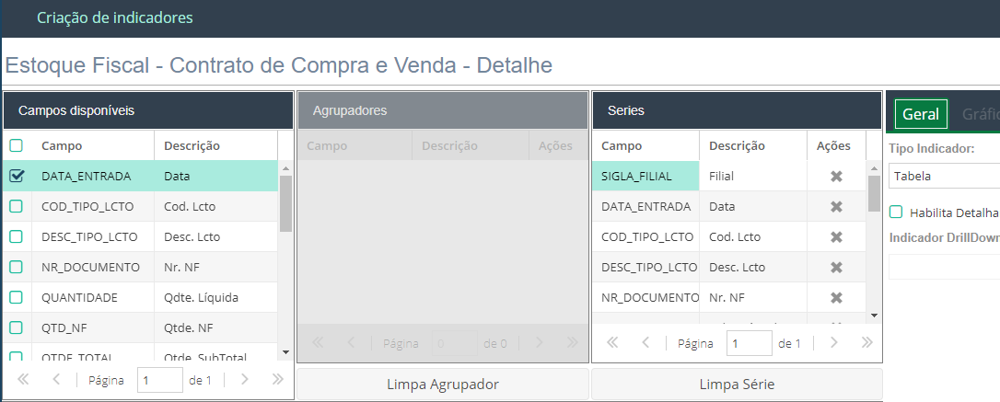 Criação de indicadores
Estoque Fiscal - Contrato de Compra e Venda - Detalhe
Campos disponíveis
Campo Descrição
DATA_ENTRADA Data
COD_TIPO_LCTO Cod. Lcto
DESC_TIPO_LCTO Desc. Lcto
NR_DOCUMENTO Nr. NF
QUANTIDADE Qdte. Líquida
QTD_NF Qtde. NF
QTDE_TOTAL Qtde. SubTotal
Página 1 de 1
Agrupadores
Campo Descrição Ações
Página 0 de 0
Limpa Agrupador
Series
Campo Descrição Ações
SIGLA_FILIAL Filial
DATA_ENTRADA Data
COD_TIPO_LCTO Cod. Lcto
DESC_TIPO_LCTO Desc. Lcto
NR_DOCUMENTO Nr. NF
Página 1 de 1
Limpa Série
Geral Gráfic
Tipo Indicador:
Tabela
Habilita Detalha
Indicador DrillDown